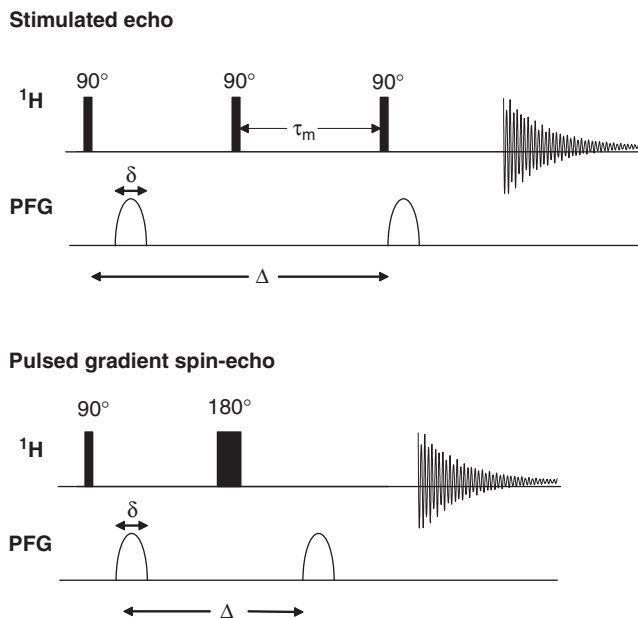 Stimulated echo
90° 90° 90°
¹H
τm
δ
PFG
Δ
Pulsed gradient spin-echo
90° 180°
¹H
δ
PFG
Δ